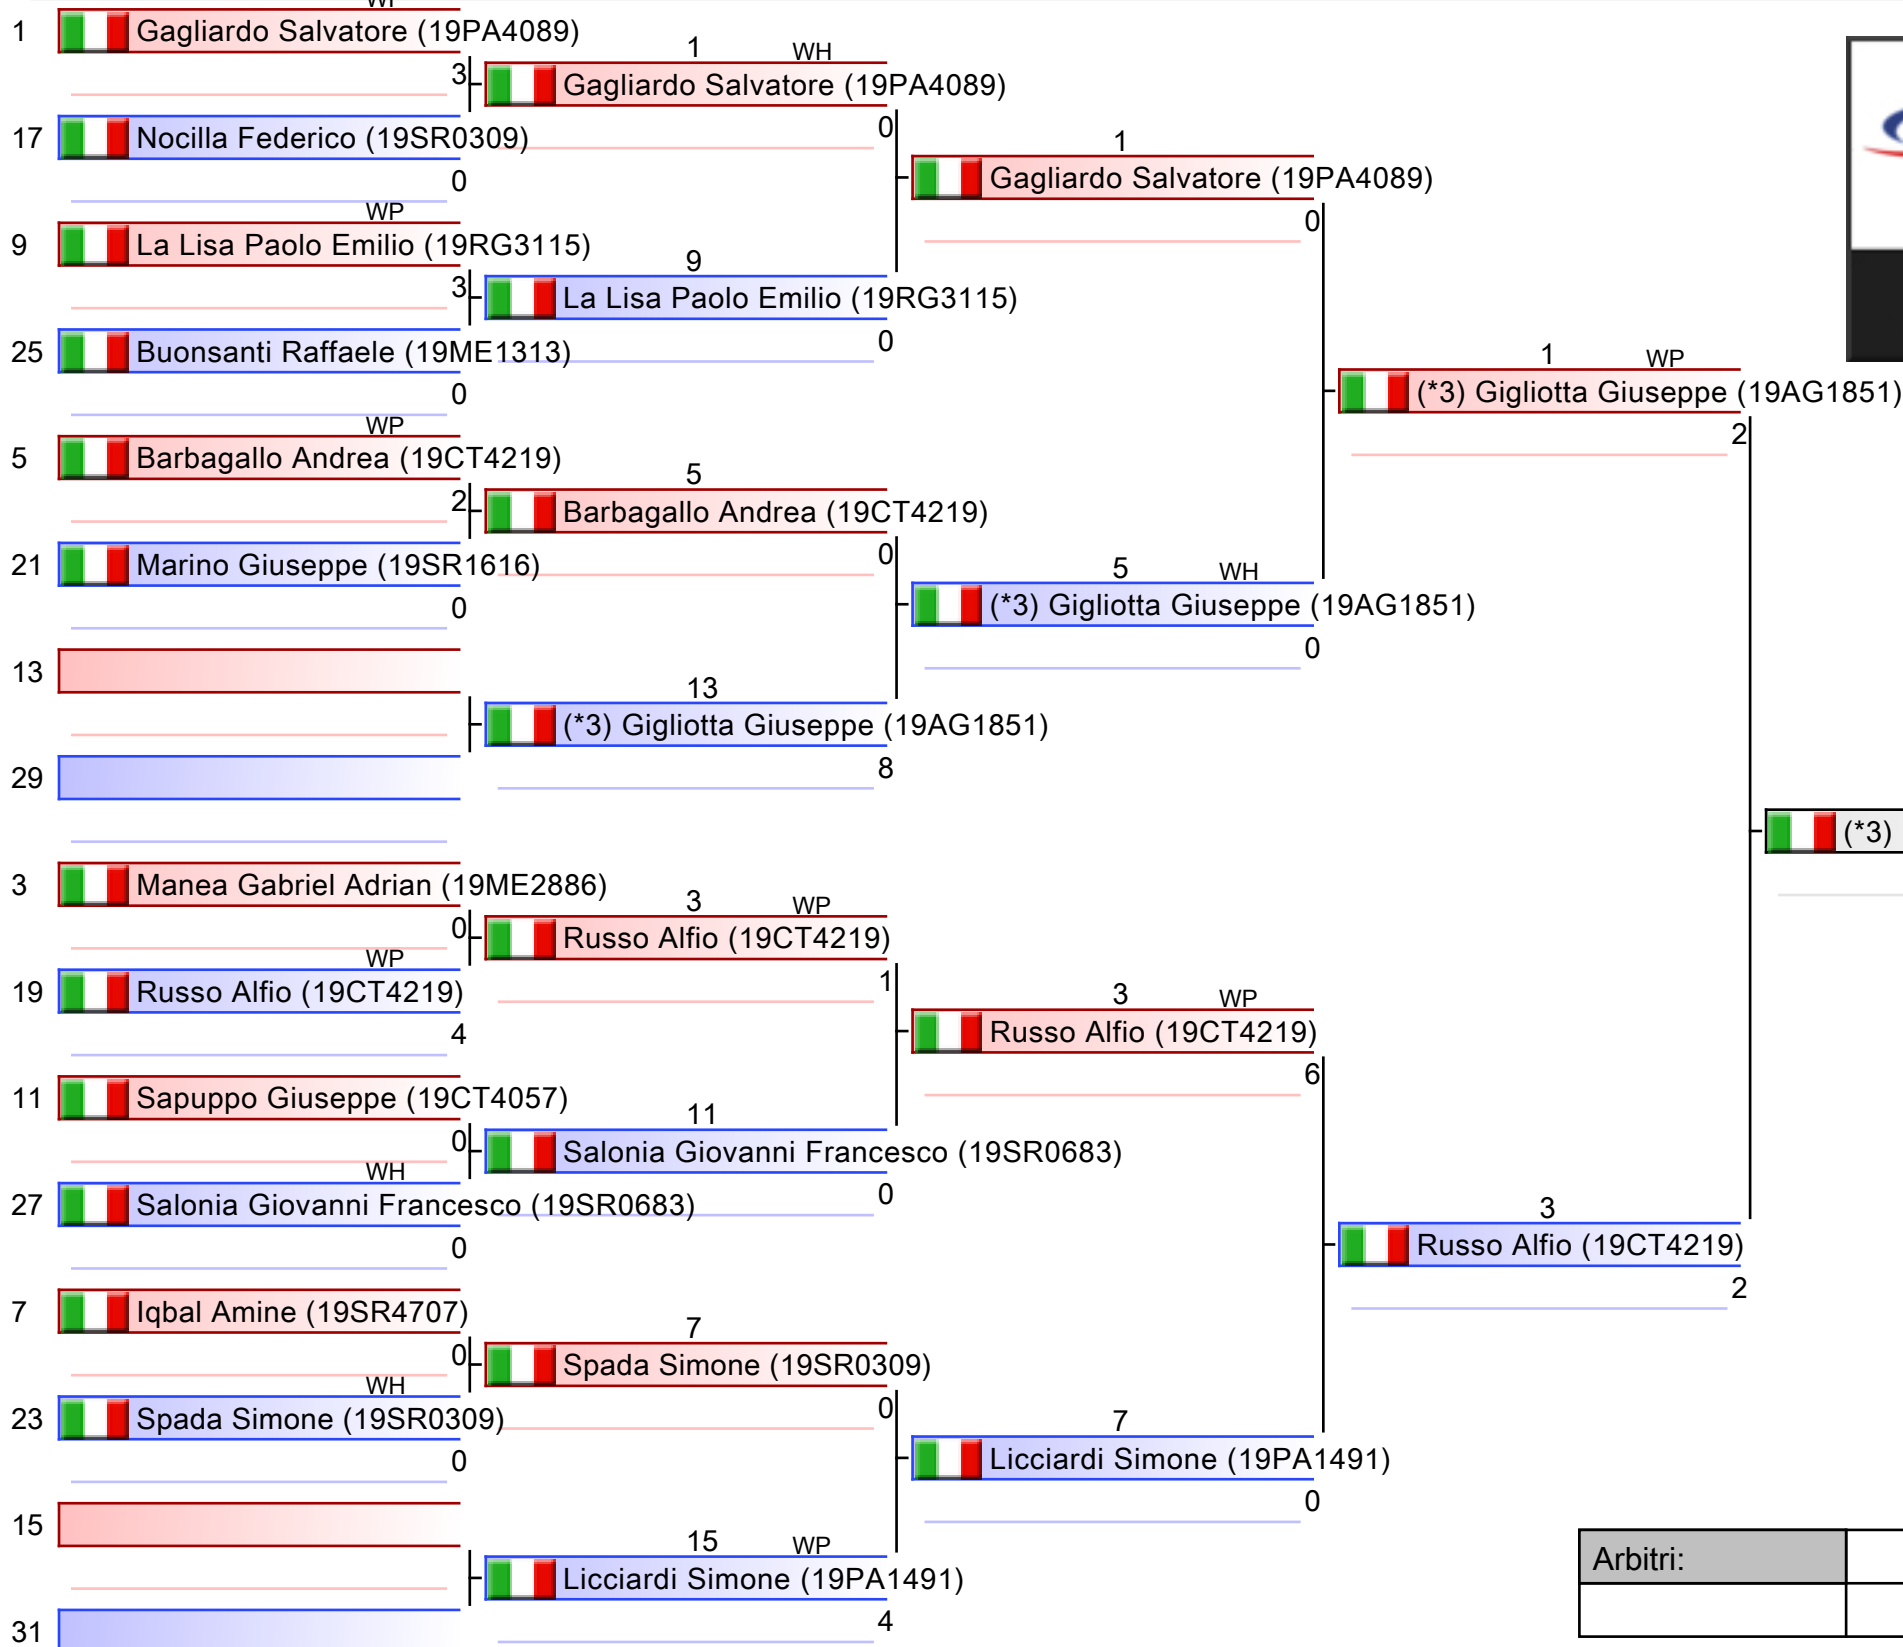 1 Gagliardo Salvatore (19PA4089)
3
17 Nocilla Federico (19SR0309)
0
WP
9 La Lisa Paolo Emilio (19RG3115)
3
25 Buonsanti Raffaele (19ME1313)
0
WP
5 Barbagallo Andrea (19CT4219)
2
21 Marino Giuseppe (19SR1616)
0
13
29
3 Manea Gabriel Adrian (19ME2886)
0
WP
19 Russo Alfio (19CT4219)
4
11 Sapuppo Giuseppe (19CT4057)
0
WH
27 Salonia Giovanni Francesco (19SR0683)
0
7 Iqbal Amine (19SR4707)
0
WH
23 Spada Simone (19SR0309)
0
15
31
1 WH
Gagliardo Salvatore (19PA4089)
0
9
La Lisa Paolo Emilio (19RG3115)
0
5
Barbagallo Andrea (19CT4219)
0
13
(*3) Gigliotta Giuseppe (19AG1851)
8
3 WP
Russo Alfio (19CT4219)
1
11
Salonia Giovanni Francesco (19SR0683)
0
7
Spada Simone (19SR0309)
0
15 WP
Licciardi Simone (19PA1491)
4
1
Gagliardo Salvatore (19PA4089)
0
5 WH
(*3) Gigliotta Giuseppe (19AG1851)
0
3 WP
Russo Alfio (19CT4219)
6
7
Licciardi Simone (19PA1491)
0
1 WP
(*3) Gigliotta Giuseppe (19AG1851)
2
3
Russo Alfio (19CT4219)
2
(*3)
Arbitri: